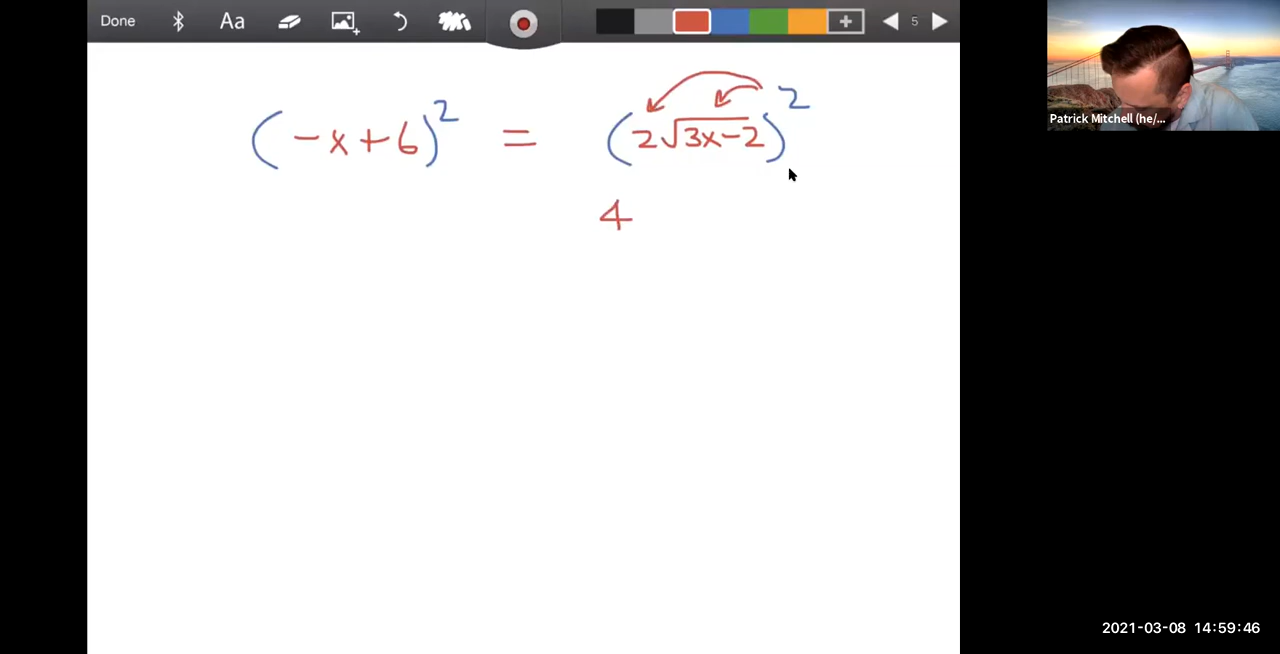 Done Aa 5
(-x+6)² = (2√3x-2)²
4
Patrick Mitchell (he/...
2021-03-08 14:59:46